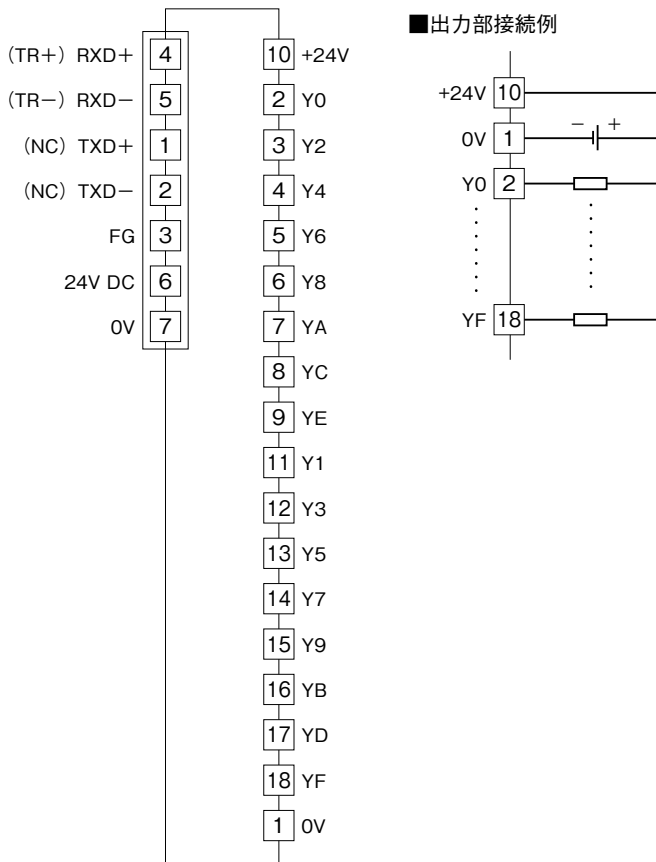 （TR+）RXD+ 4
（TR−）RXD− 5
（NC）TXD+ 1
（NC）TXD− 2
FG 3
24V DC 6
0V 7
10 +24V
2 Y0
3 Y2
4 Y4
5 Y6
6 Y8
7 YA
8 YC
9 YE
11 Y1
12 Y3
13 Y5
14 Y7
15 Y9
16 YB
17 YD
18 YF
1 0V
■出力部接続例
+24V 10
0V 1 − +
Y0 2
YF 18